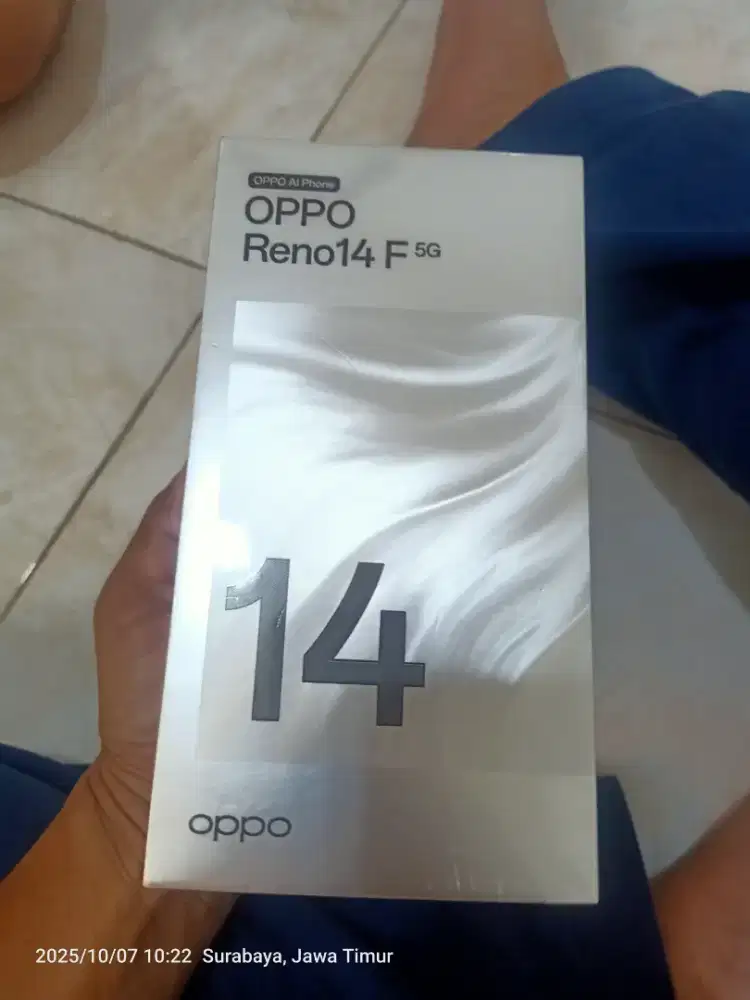 OPPO AI Phone
OPPO
Reno14 F 5G
14
oppo
2025/10/07 10:22 Surabaya, Jawa Timur